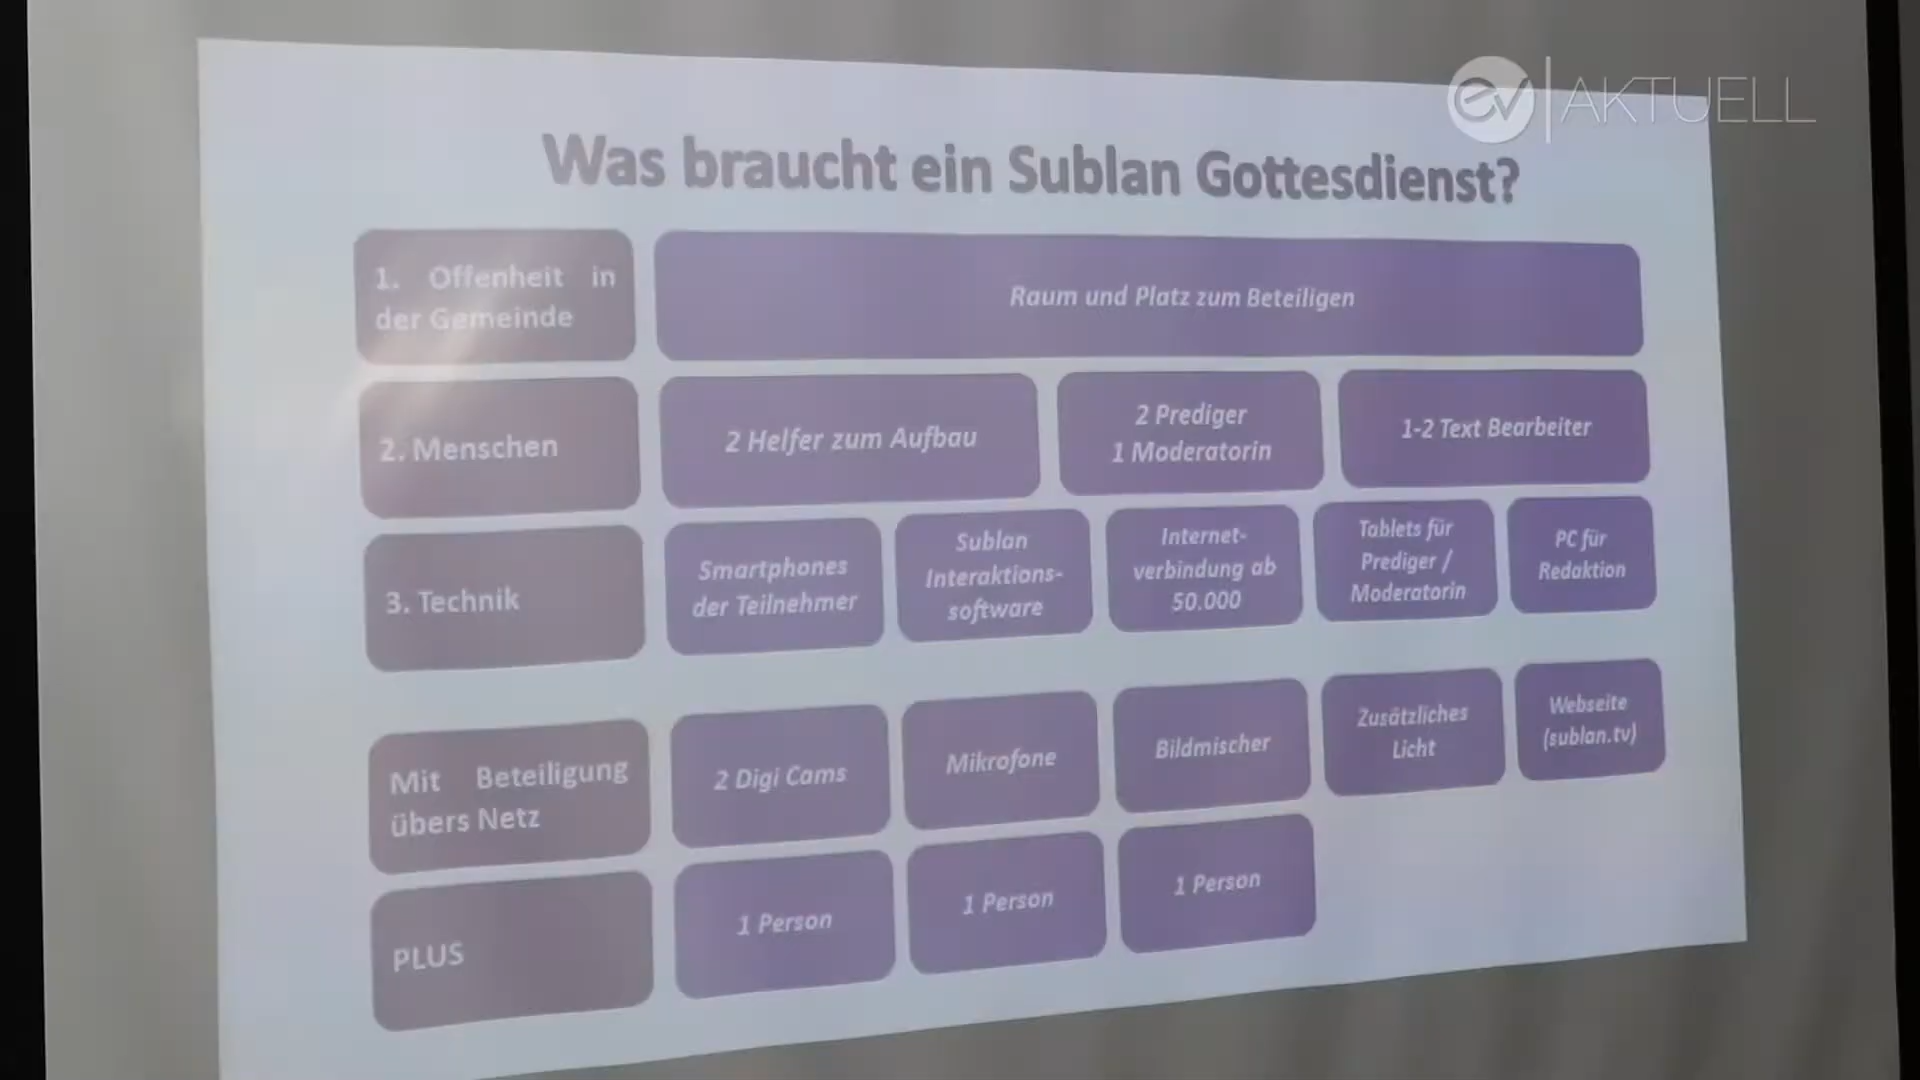 ev AKTUELL
Was braucht ein Sublan Gottesdienst?
1. Offenheit in
der Gemeinde
Raum und Platz zum Beteiligen
2. Menschen
2 Helfer zum Aufbau
2 Prediger
1 Moderatorin
1-2 Text Bearbeiter
3. Technik
Smartphones
der Teilnehmer
Sublan
Interaktions-
software
Internet-
verbindung ab
50.000
Tablets für
Prediger /
Moderatorin
PC für
Redaktion
Mit Beteiligung
übers Netz
2 Digi Cams
Mikrofone
Bildmischer
Zusätzliches
Licht
Webseite
(sublan.tv)
PLUS
1 Person
1 Person
1 Person